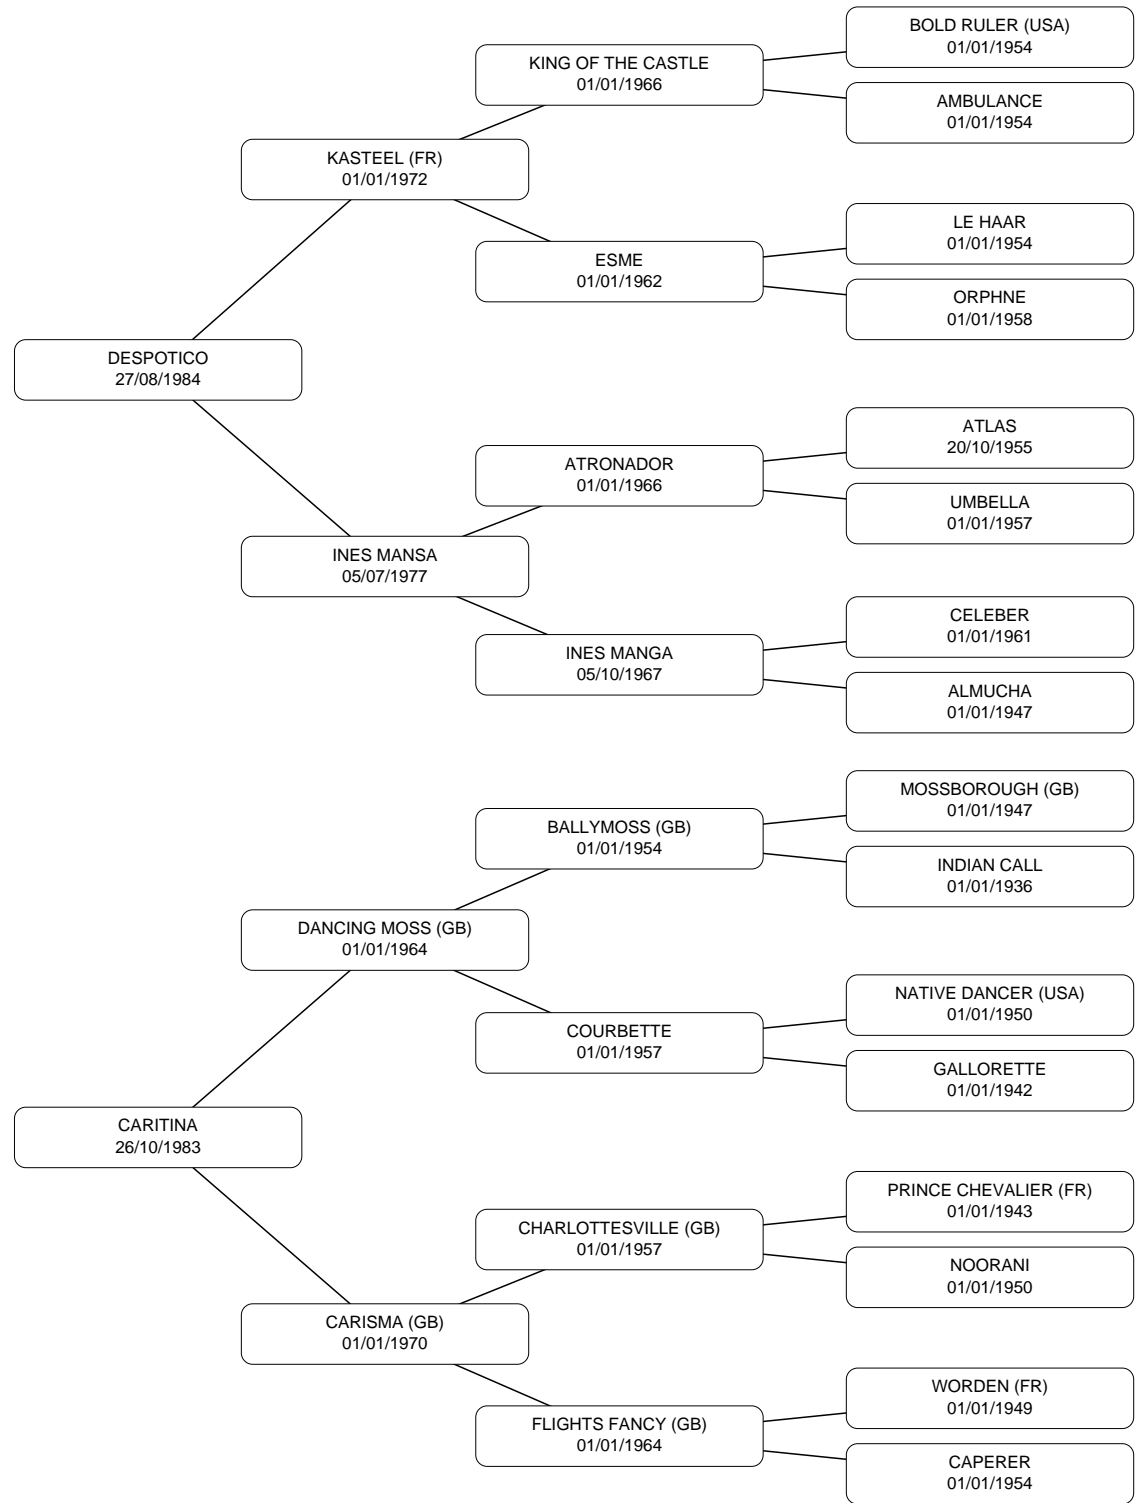 BOLD RULER (USA)
01/01/1954
KING OF THE CASTLE
01/01/1966
AMBULANCE
01/01/1954
KASTEEL (FR)
01/01/1972
LE HAAR
01/01/1954
ESME
01/01/1962
ORPHNE
01/01/1958
DESPOTICO
27/08/1984
ATLAS
20/10/1955
ATRONADOR
01/01/1966
UMBELLA
01/01/1957
INES MANSA
05/07/1977
CELEBER
01/01/1961
INES MANGA
05/10/1967
ALMUCHA
01/01/1947
MOSSBOROUGH (GB)
01/01/1947
BALLYMOSS (GB)
01/01/1954
INDIAN CALL
01/01/1936
DANCING MOSS (GB)
01/01/1964
NATIVE DANCER (USA)
01/01/1950
COURBETTE
01/01/1957
GALLORETTE
01/01/1942
CARITINA
26/10/1983
PRINCE CHEVALIER (FR)
01/01/1943
CHARLOTTESVILLE (GB)
01/01/1957
NOORANI
01/01/1950
CARISMA (GB)
01/01/1970
WORDEN (FR)
01/01/1949
FLIGHTS FANCY (GB)
01/01/1964
CAPERER
01/01/1954